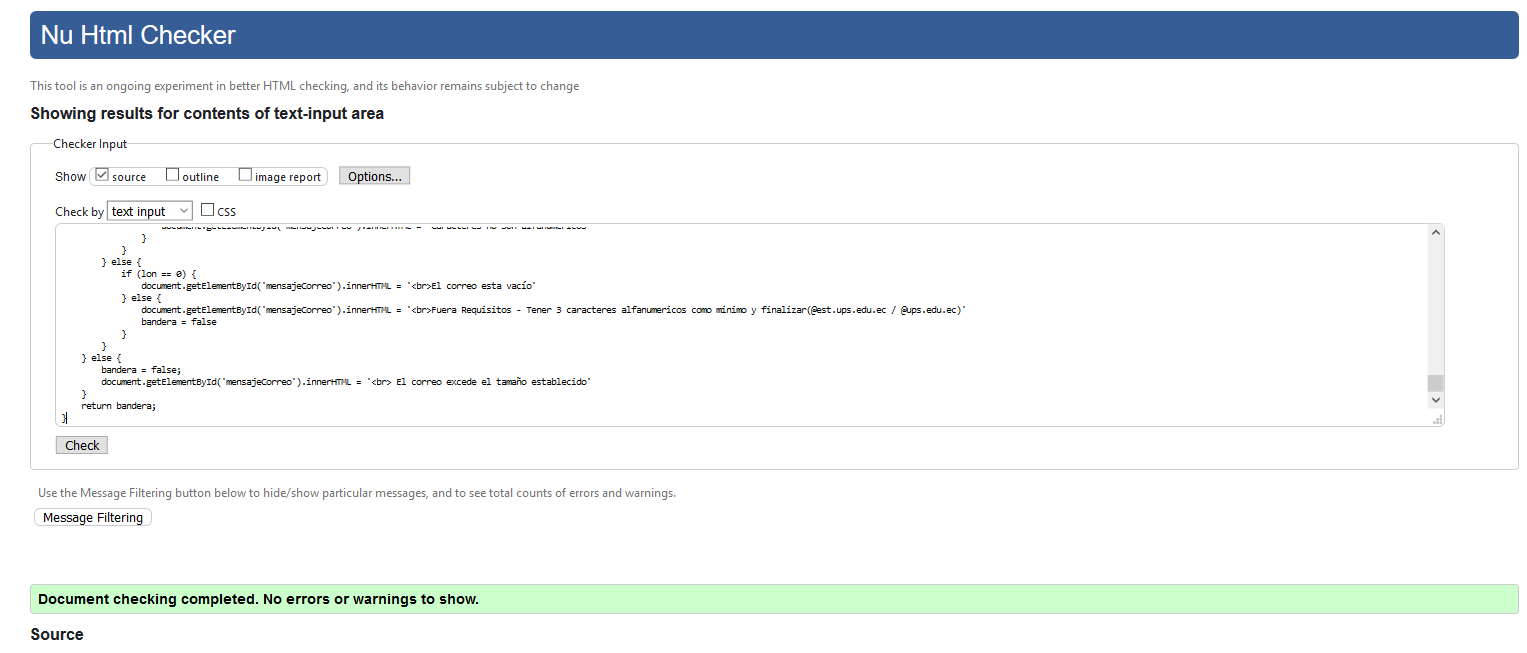 Nu Html Checker
This tool is an ongoing experiment in better HTML checking, and its behavior remains subject to change
Showing results for contents of text-input area
Checker Input
Show source outline image report Options...
Check by text input CSS
}
}
} else {
if (lon == 0) {
document.getElementById('mensajeCorreo').innerHTML = '<br>El correo esta vacío'
} else {
document.getElementById('mensajeCorreo').innerHTML = '<br>Fuera Requisitos - Tener 3 caracteres alfanumericos como minimo y finalizar(@est.ups.edu.ec / @ups.edu.ec)'
bandera = false
}
}
} else {
bandera = false;
document.getElementById('mensajeCorreo').innerHTML = '<br> El correo excede el tamaño establecido'
}
return bandera;
}
Check
Use the Message Filtering button below to hide/show particular messages, and to see total counts of errors and warnings.
Message Filtering
Document checking completed. No errors or warnings to show.
Source